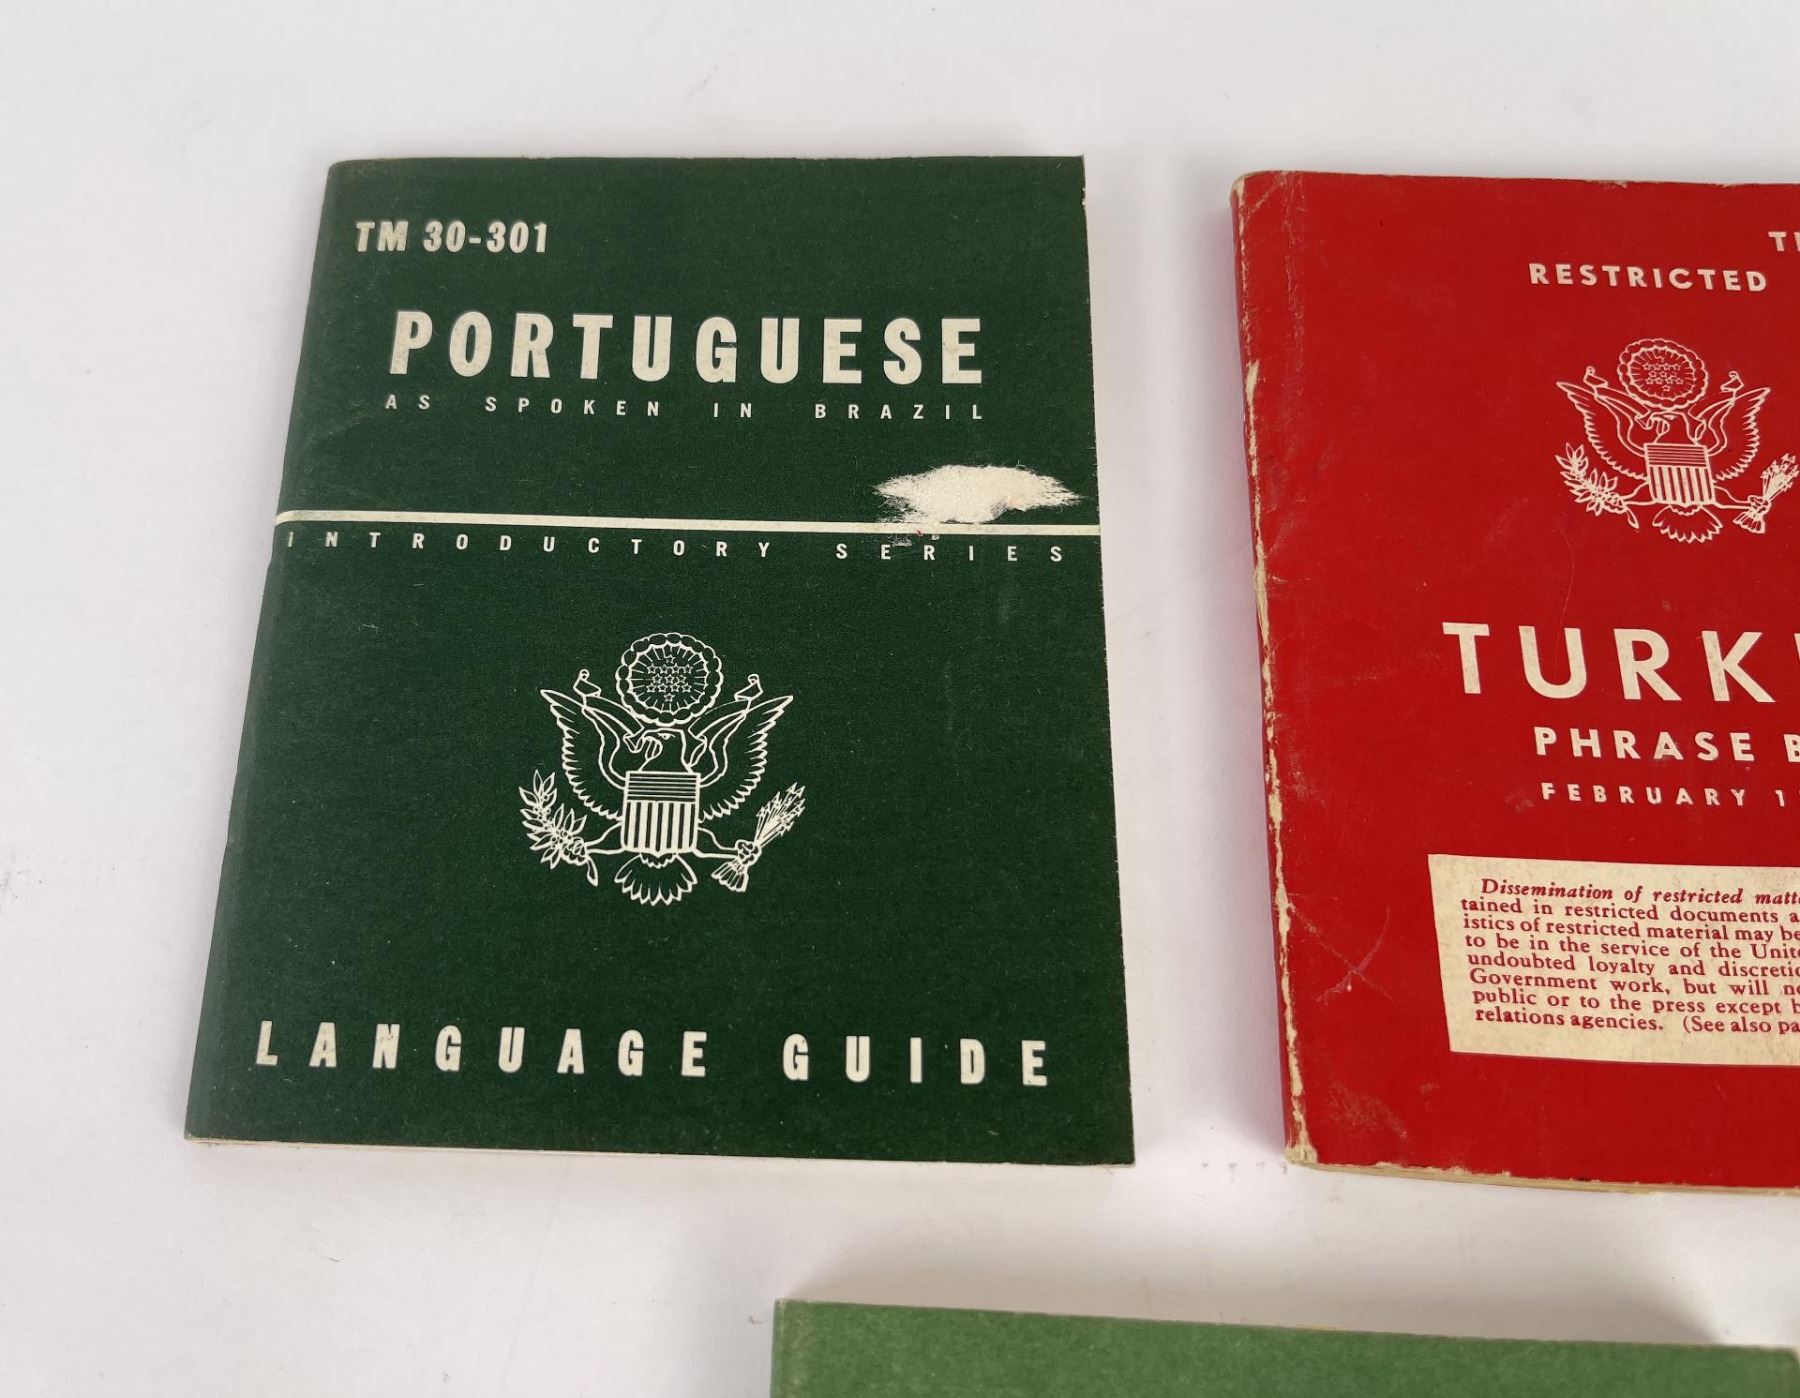 TM 30-301
PORTUGUESE
AS SPOKEN IN BRAZIL
INTRODUCTORY SERIES
LANGUAGE GUIDE
RESTRICTED
TURK
PHRASE B
FEBRUARY 1
Dissemination of restricted matt
tained in restricted documents a
istics of restricted material may be
to be in the service of the Unit
undoubted loyalty and discreti
Government work, but will n
public or to the press except b
relations agencies. (See also pa